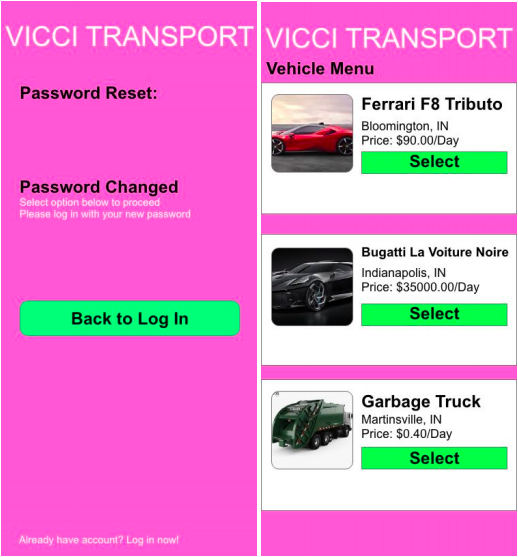 VICCI TRANSPORT
Password Reset:
Password Changed
Select option below to proceed
Please log in with your new password
Back to Log In
Already have account? Log in now!
VICCI TRANSPORT
Vehicle Menu
Ferrari F8 Tributo
Bloomington, IN
Price: $90.00/Day
Select
Bugatti La Voiture Noire
Indianapolis, IN
Price: $35000.00/Day
Select
Garbage Truck
Martinsville, IN
Price: $0.40/Day
Select